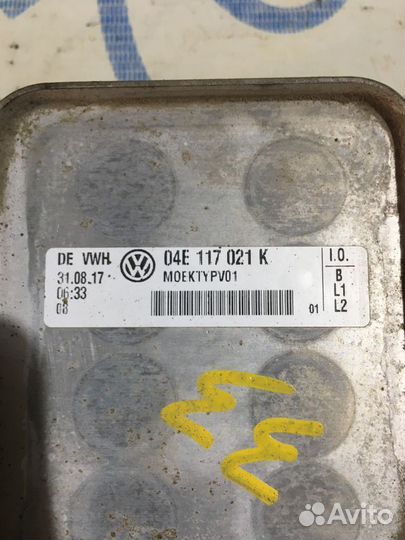 DE VWH
31.08.17
06:33
08
04E 117 021 K
MOEKTYPV01
01
I.O.
B
L1
L2
Avito